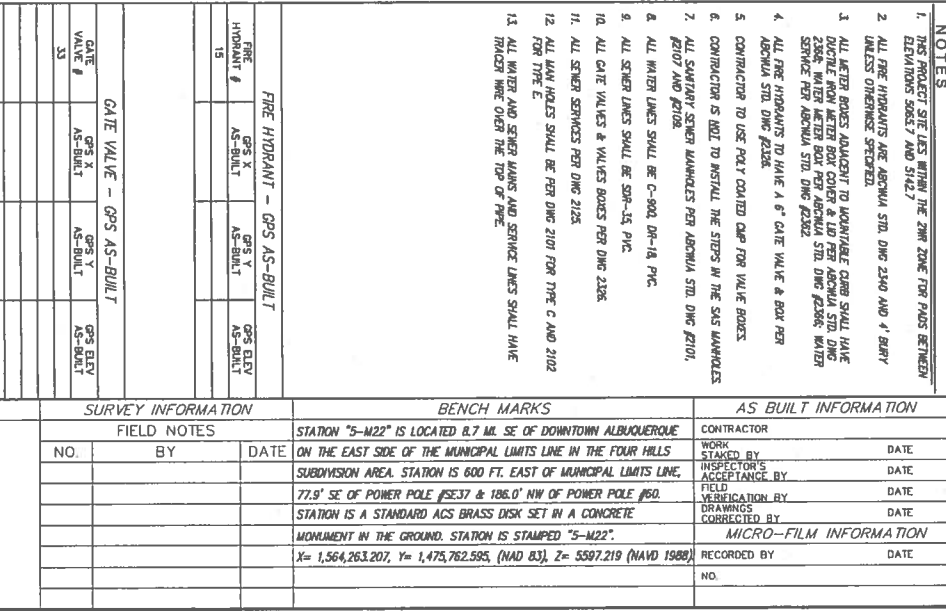 NOTES
1. THIS PROJECT SITE LIES WITHIN THE 2WR ZONE FOR PADS BETWEEN
ELEVATIONS 5065.7 AND 5142.7
2. ALL FIRE HYDRANTS ARE ABCWUA STD. DWG 2340 AND 4' BURY
UNLESS OTHERWISE SPECIFIED.
3. ALL METER BOXES ADJACENT TO MOUNTABLE CURB SHALL HAVE
DUCTILE IRON METER BOX COVER & LID PER ABCWUA STD. DWG
2368; WATER METER BOX PER ABCWUA STD. DWG #2366; WATER
SERVICE PER ABCWUA STD. DWG #2362.
4. ALL FIRE HYDRANTS TO HAVE A 6" GATE VALVE & BOX PER
ABCWUA STD. DWG #2326.
5. CONTRACTOR TO USE POLY COATED CMP FOR VALVE BOXES.
6. CONTRACTOR IS NOT TO INSTALL THE STEPS IN THE SAS MANHOLES.
7. ALL SANITARY SEWER MANHOLES PER ABCWUA STD. DWG #2101,
#2107 AND #2109.
8. ALL WATER LINES SHALL BE C-900, DR-18, PVC.
9. ALL SEWER LINES SHALL BE SDR-35, PVC.
10. ALL GATE VALVES & VALVES BOXES PER DWG 2326.
11. ALL SEWER SERVICES PER DWG 2125.
12. ALL MAN HOLES SHALL BE PER DWG 2101 FOR TYPE C AND 2102
FOR TYPE E.
13. ALL WATER AND SEWER MAINS AND SERVICE LINES SHALL HAVE
TRACER WIRE OVER THE TOP OF PIPE.
FIRE HYDRANT - GPS AS-BUILT
FIRE HYDRANT # GPS X AS-BUILT GPS Y AS-BUILT GPS ELEV AS-BUILT
15
GATE VALVE - GPS AS-BUILT
GATE VALVE # GPS X AS-BUILT GPS Y AS-BUILT GPS ELEV AS-BUILT
33
SURVEY INFORMATION
FIELD NOTES
NO. BY DATE
BENCH MARKS
STATION "5-M22" IS LOCATED 8.7 MI. SE OF DOWNTOWN ALBUQUERQUE
ON THE EAST SIDE OF THE MUNICIPAL LIMITS LINE IN THE FOUR HILLS
SUBDIVISION AREA. STATION IS 600 FT. EAST OF MUNICIPAL LIMITS LINE,
77.9' SE OF POWER POLE #SE37 & 186.0' NW OF POWER POLE #60.
STATION IS A STANDARD ACS BRASS DISK SET IN A CONCRETE
MONUMENT IN THE GROUND. STATION IS STAMPED "5-M22".
X= 1,564,263.207, Y= 1,475,762.595, (NAD 83), Z= 5597.219 (NAVD 1988)
AS BUILT INFORMATION
CONTRACTOR
WORK STAKED BY DATE
INSPECTOR'S ACCEPTANCE BY DATE
FIELD VERIFICATION BY DATE
DRAWINGS CORRECTED BY DATE
MICRO-FILM INFORMATION
RECORDED BY DATE
NO.